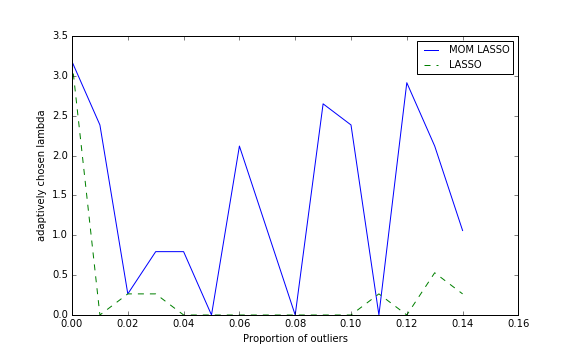 3.5
3.0
2.5
2.0
1.5
1.0
0.5
0.0
adaptively chosen lambda
MOM LASSO
LASSO
0.00 0.02 0.04 0.06 0.08 0.10 0.12 0.14 0.16
Proportion of outliers